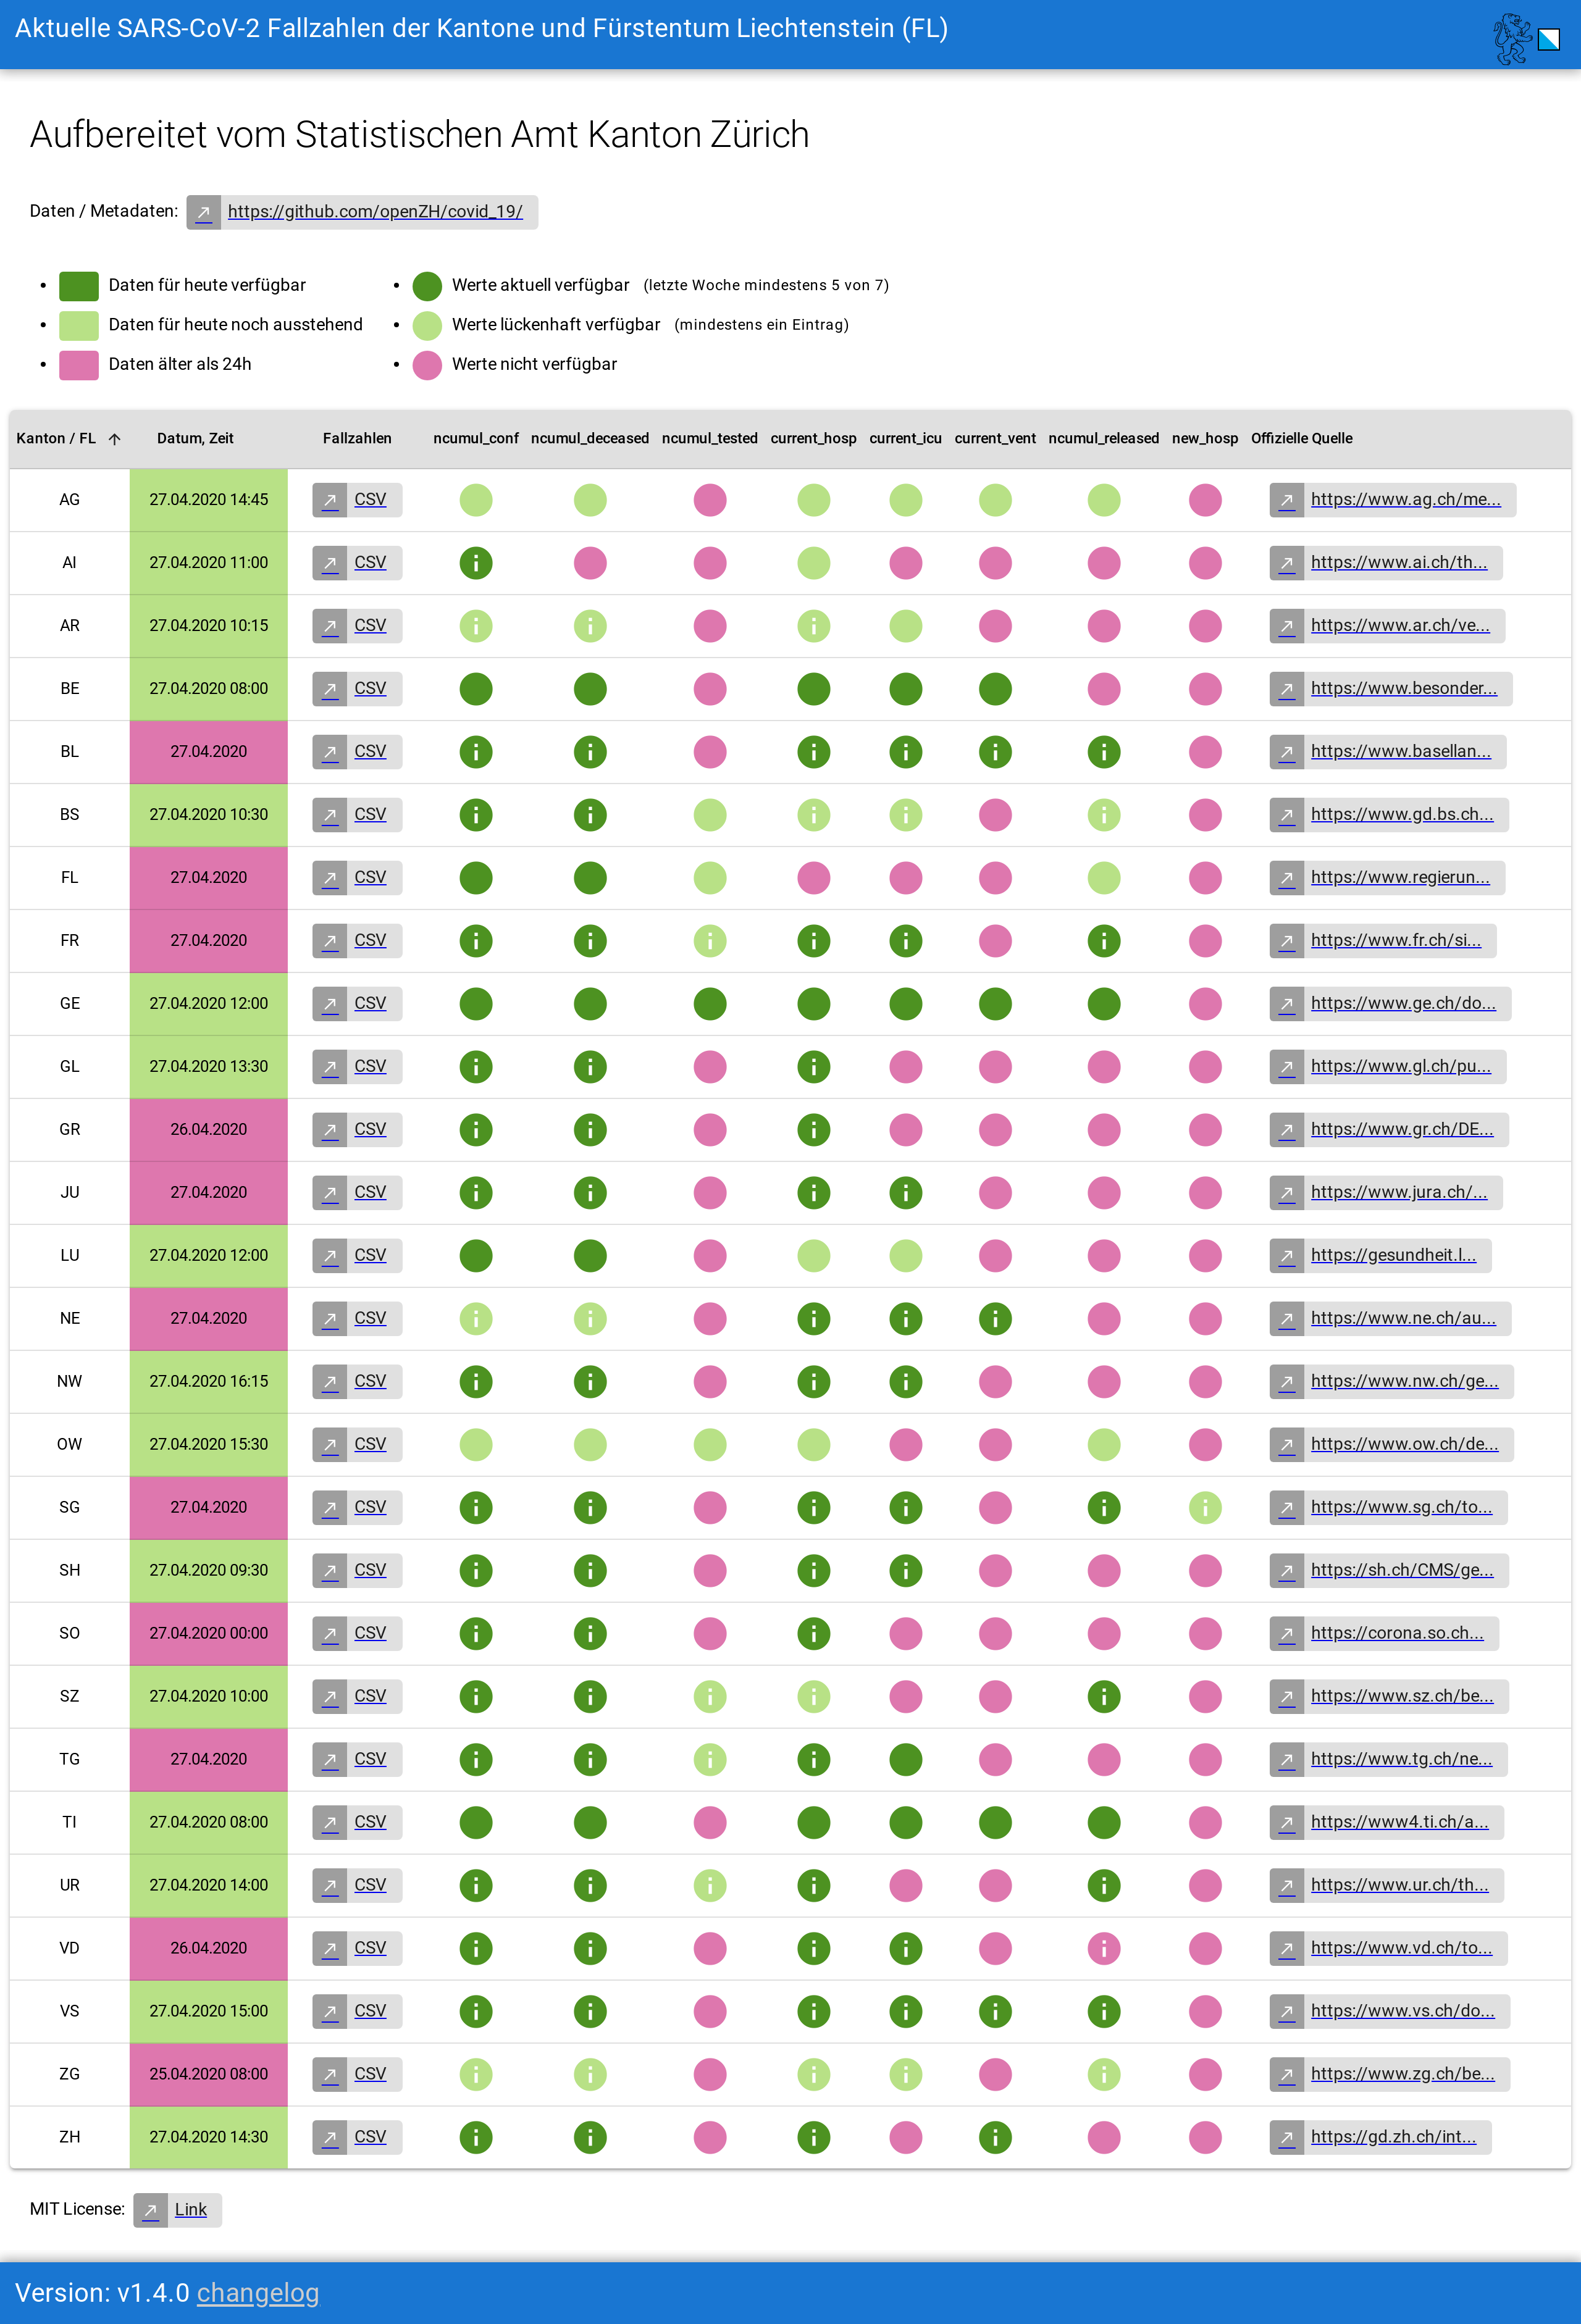 Aktuelle SARS-CoV-2 Fallzahlen der Kantone und Fürstentum Liechtenstein (FL)
Aufbereitet vom Statistischen Amt Kanton Zürich
Daten / Metadaten: https://github.com/openZH/covid_19/
Daten für heute verfügbar
Daten für heute noch ausstehend
Daten älter als 24h
Werte aktuell verfügbar (letzte Woche mindestens 5 von 7)
Werte lückenhaft verfügbar (mindestens ein Eintrag)
Werte nicht verfügbar
Kanton / FL Datum, Zeit Fallzahlen ncumul_conf ncumul_deceased ncumul_tested current_hosp current_icu current_vent ncumul_released new_hosp Offizielle Quelle
AG 27.04.2020 14:45 CSV https://www.ag.ch/me...
AI 27.04.2020 11:00 CSV https://www.ai.ch/th...
AR 27.04.2020 10:15 CSV https://www.ar.ch/ve...
BE 27.04.2020 08:00 CSV https://www.besonder...
BL 27.04.2020 CSV https://www.basellan...
BS 27.04.2020 10:30 CSV https://www.gd.bs.ch...
FL 27.04.2020 CSV https://www.regierun...
FR 27.04.2020 CSV https://www.fr.ch/si...
GE 27.04.2020 12:00 CSV https://www.ge.ch/do...
GL 27.04.2020 13:30 CSV https://www.gl.ch/pu...
GR 26.04.2020 CSV https://www.gr.ch/DE...
JU 27.04.2020 CSV https://www.jura.ch/...
LU 27.04.2020 12:00 CSV https://gesundheit.l...
NE 27.04.2020 CSV https://www.ne.ch/au...
NW 27.04.2020 16:15 CSV https://www.nw.ch/ge...
OW 27.04.2020 15:30 CSV https://www.ow.ch/de...
SG 27.04.2020 CSV https://www.sg.ch/to...
SH 27.04.2020 09:30 CSV https://sh.ch/CMS/ge...
SO 27.04.2020 00:00 CSV https://corona.so.ch...
SZ 27.04.2020 10:00 CSV https://www.sz.ch/be...
TG 27.04.2020 CSV https://www.tg.ch/ne...
TI 27.04.2020 08:00 CSV https://www4.ti.ch/a...
UR 27.04.2020 14:00 CSV https://www.ur.ch/th...
VD 26.04.2020 CSV https://www.vd.ch/to...
VS 27.04.2020 15:00 CSV https://www.vs.ch/do...
ZG 25.04.2020 08:00 CSV https://www.zg.ch/be...
ZH 27.04.2020 14:30 CSV https://gd.zh.ch/int...
MIT License: Link
Version: v1.4.0 changelog